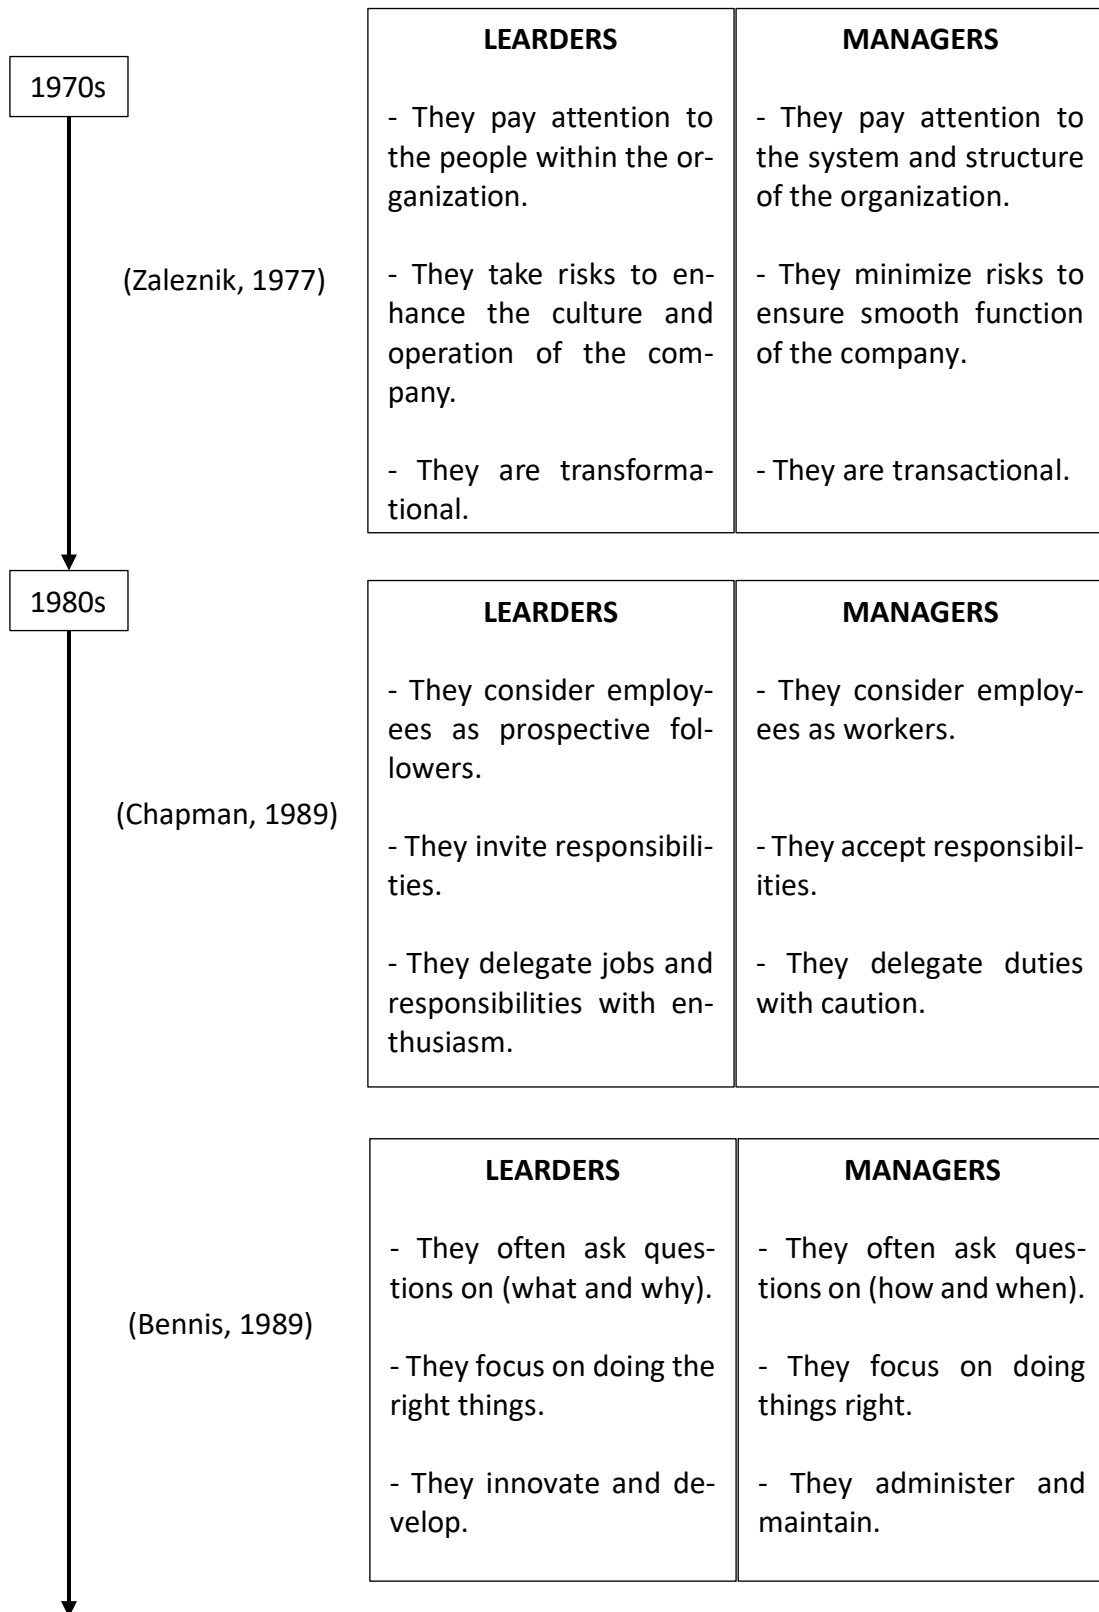 1970s
(Zaleznik, 1977)
LEARDERS
- They pay attention to
the people within the or-
ganization.
- They take risks to en-
hance the culture and
operation of the com-
pany.
- They are transforma-
tional.
MANAGERS
- They pay attention to
the system and structure
of the organization.
- They minimize risks to
ensure smooth function
of the company.
- They are transactional.
1980s
(Chapman, 1989)
LEARDERS
- They consider employ-
ees as prospective fol-
lowers.
- They invite responsibili-
ties.
- They delegate jobs and
responsibilities with en-
thusiasm.
MANAGERS
- They consider employ-
ees as workers.
- They accept responsibil-
ities.
- They delegate duties
with caution.
(Bennis, 1989)
LEARDERS
- They often ask ques-
tions on (what and why).
- They focus on doing the
right things.
- They innovate and de-
velop.
MANAGERS
- They often ask ques-
tions on (how and when).
- They focus on doing
things right.
- They administer and
maintain.